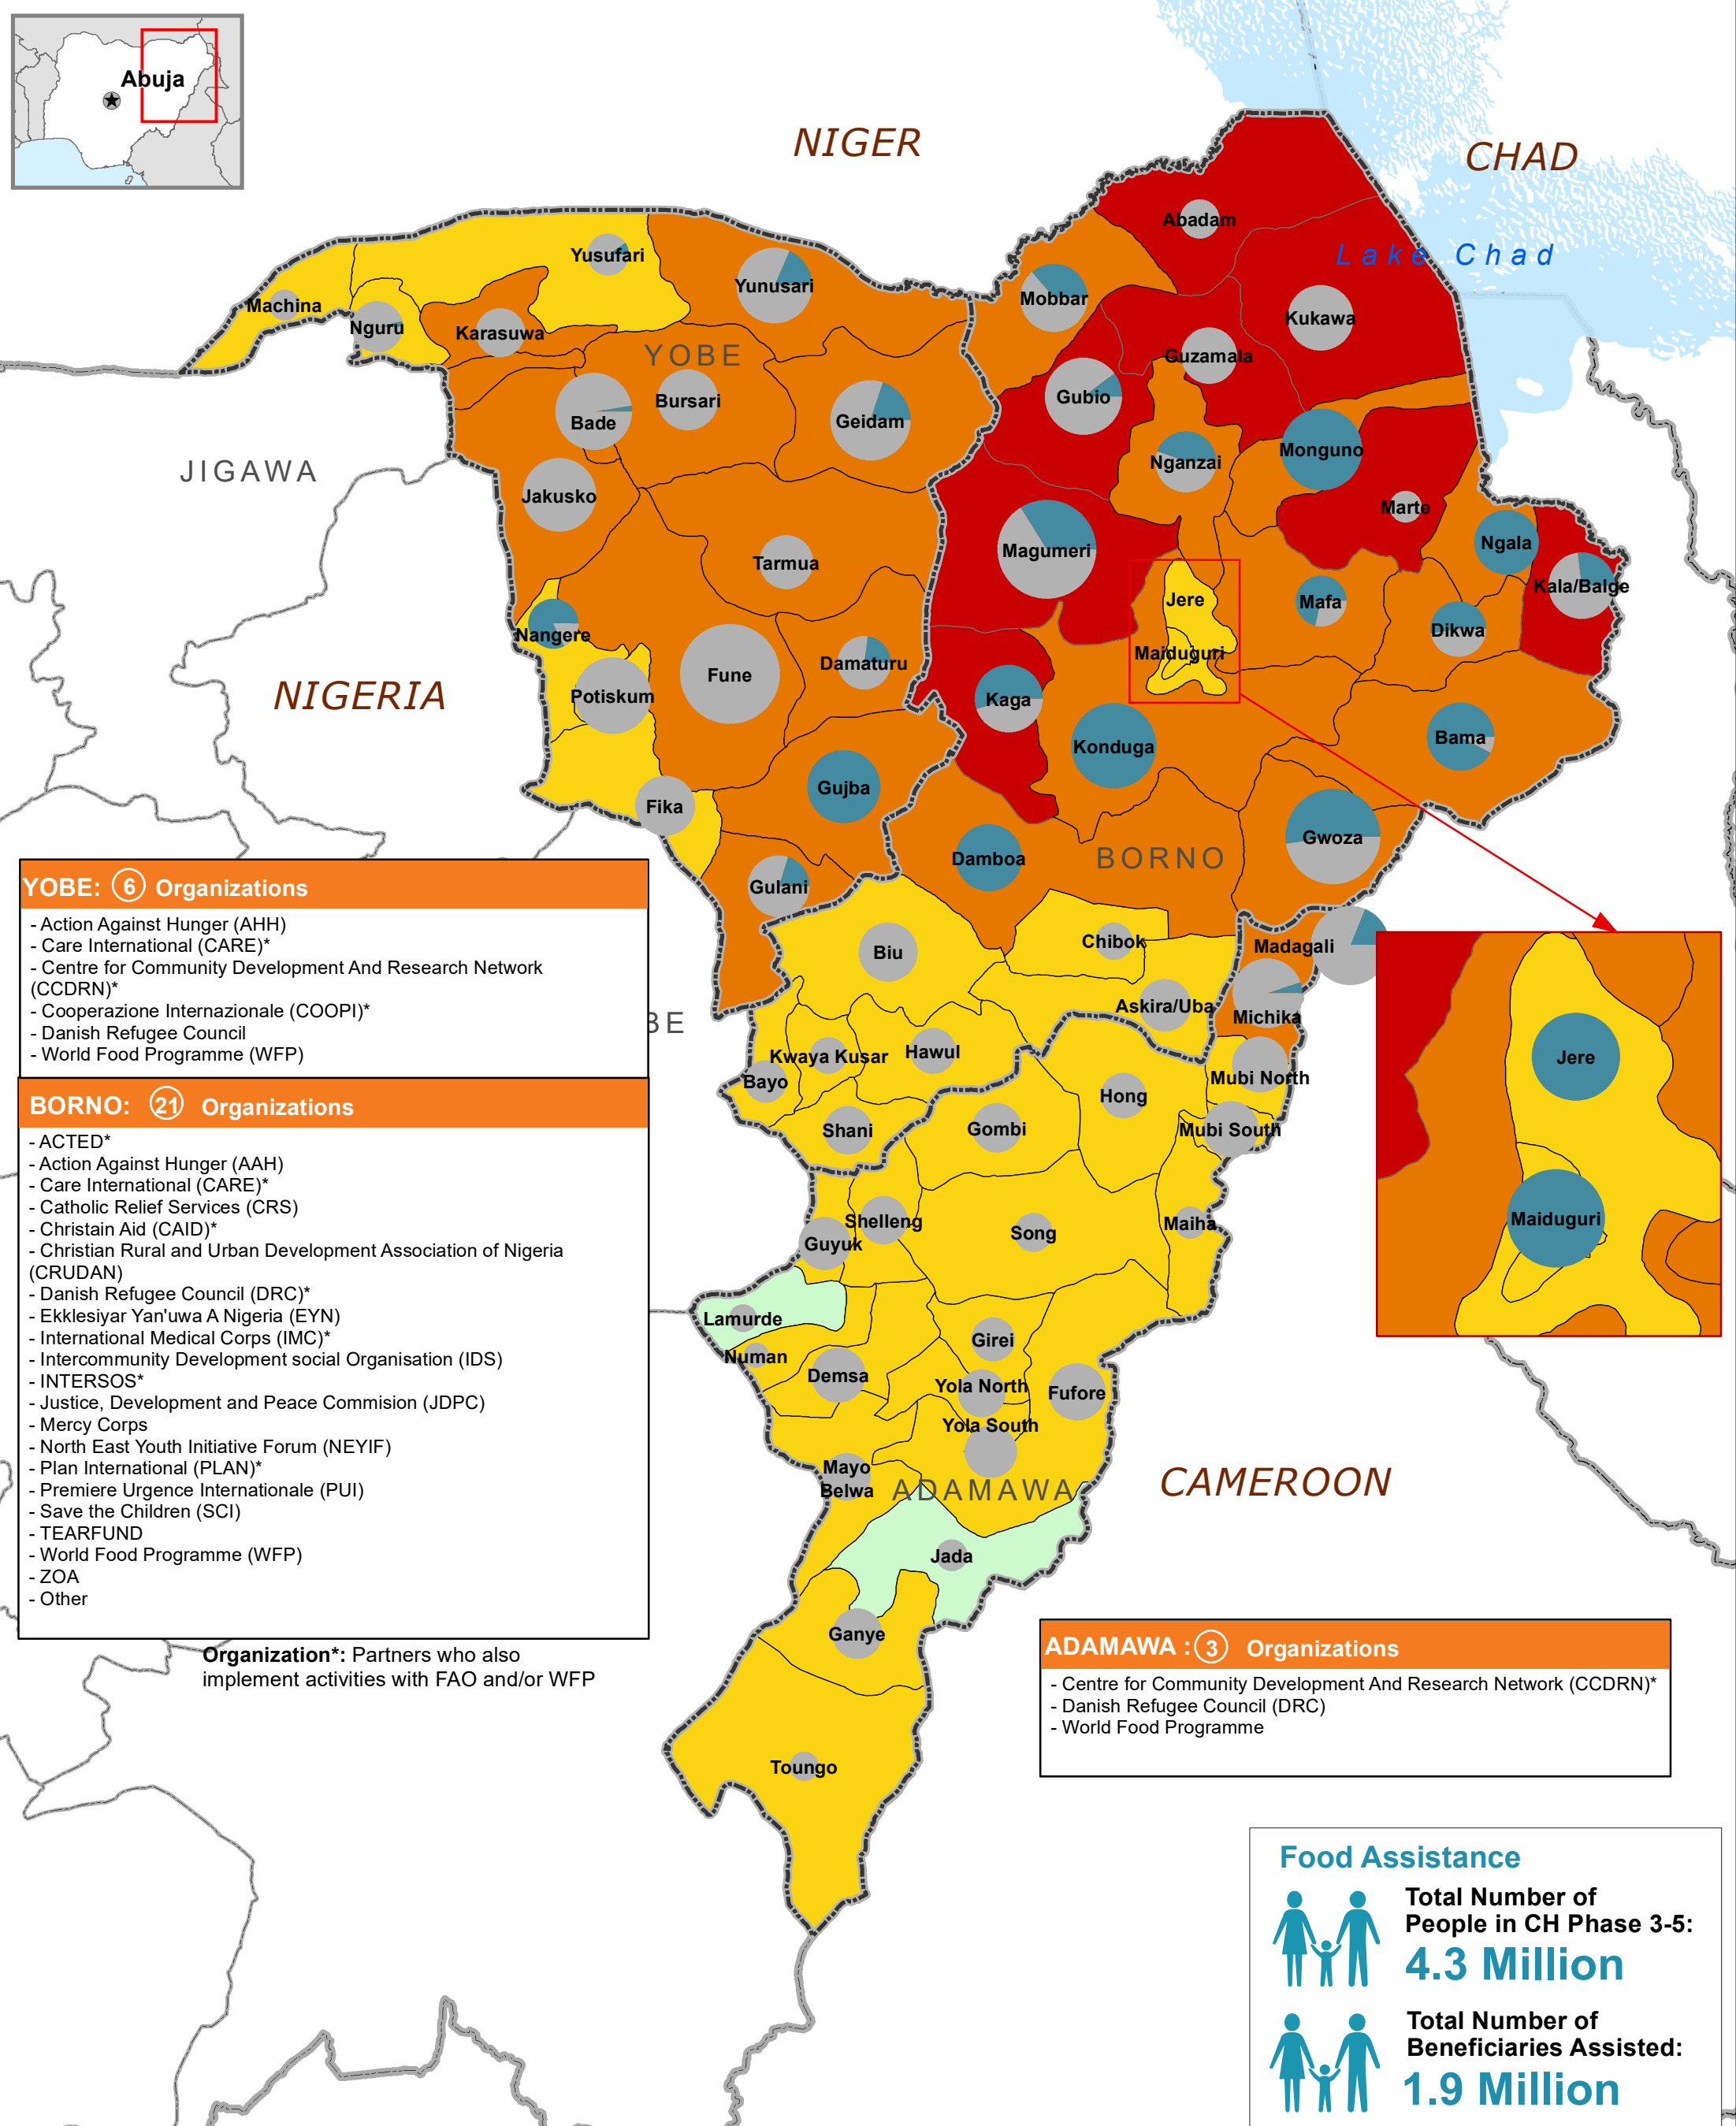 Abuja
NIGER
CHAD
Lake Chad
Abadam
Yusufari
Yunusari
Machina
Nguru
Karasuwa
Mobbar
Kukawa
YOBE
Guzamala
Bade
Bursari
Geidam
Gubio
Monguno
JIGAWA
Jakusko
Nganzai
Marte
Magumeri
Ngala
Tarmua
Kala/Balge
Jere
Mafa
Nangere
Dikwa
Maiduguri
Damaturu
Fune
NIGERIA
Potiskum
Kaga
Konduga
Bama
Gujba
Fika
Gwoza
Damboa
BORNO
Gulani
Biu
Chibok
Madagali
Askira/Uba
Michika
BE
Kwaya Kusar
Hawul
Bayo
Mubi North
Hong
Jere
Shani
Gombi
Mubi South
Maiduguri
Shelleng
Song
Maiha
Guyuk
Lamurde
Girei
Numan
Demsa
Yola North
Fufore
Yola South
Mayo
Belwa
ADAMAWA
CAMEROON
Jada
Ganye
Toungo
YOBE: 6 Organizations
- Action Against Hunger (AHH)
- Care International (CARE)*
- Centre for Community Development And Research Network
(CCDRN)*
- Cooperazione Internazionale (COOPI)*
- Danish Refugee Council
- World Food Programme (WFP)
BORNO: 21 Organizations
- ACTED*
- Action Against Hunger (AAH)
- Care International (CARE)*
- Catholic Relief Services (CRS)
- Christain Aid (CAID)*
- Christian Rural and Urban Development Association of Nigeria
(CRUDAN)
- Danish Refugee Council (DRC)*
- Ekklesiyar Yan'uwa A Nigeria (EYN)
- International Medical Corps (IMC)*
- Intercommunity Development social Organisation (IDS)
- INTERSOS*
- Justice, Development and Peace Commision (JDPC)
- Mercy Corps
- North East Youth Initiative Forum (NEYIF)
- Plan International (PLAN)*
- Premiere Urgence Internationale (PUI)
- Save the Children (SCI)
- TEARFUND
- World Food Programme (WFP)
- ZOA
- Other
Organization*: Partners who also
implement activities with FAO and/or WFP
ADAMAWA : 3 Organizations
- Centre for Community Development And Research Network (CCDRN)*
- Danish Refugee Council (DRC)
- World Food Programme
Food Assistance
Total Number of
People in CH Phase 3-5:
4.3 Million
Total Number of
Beneficiaries Assisted:
1.9 Million